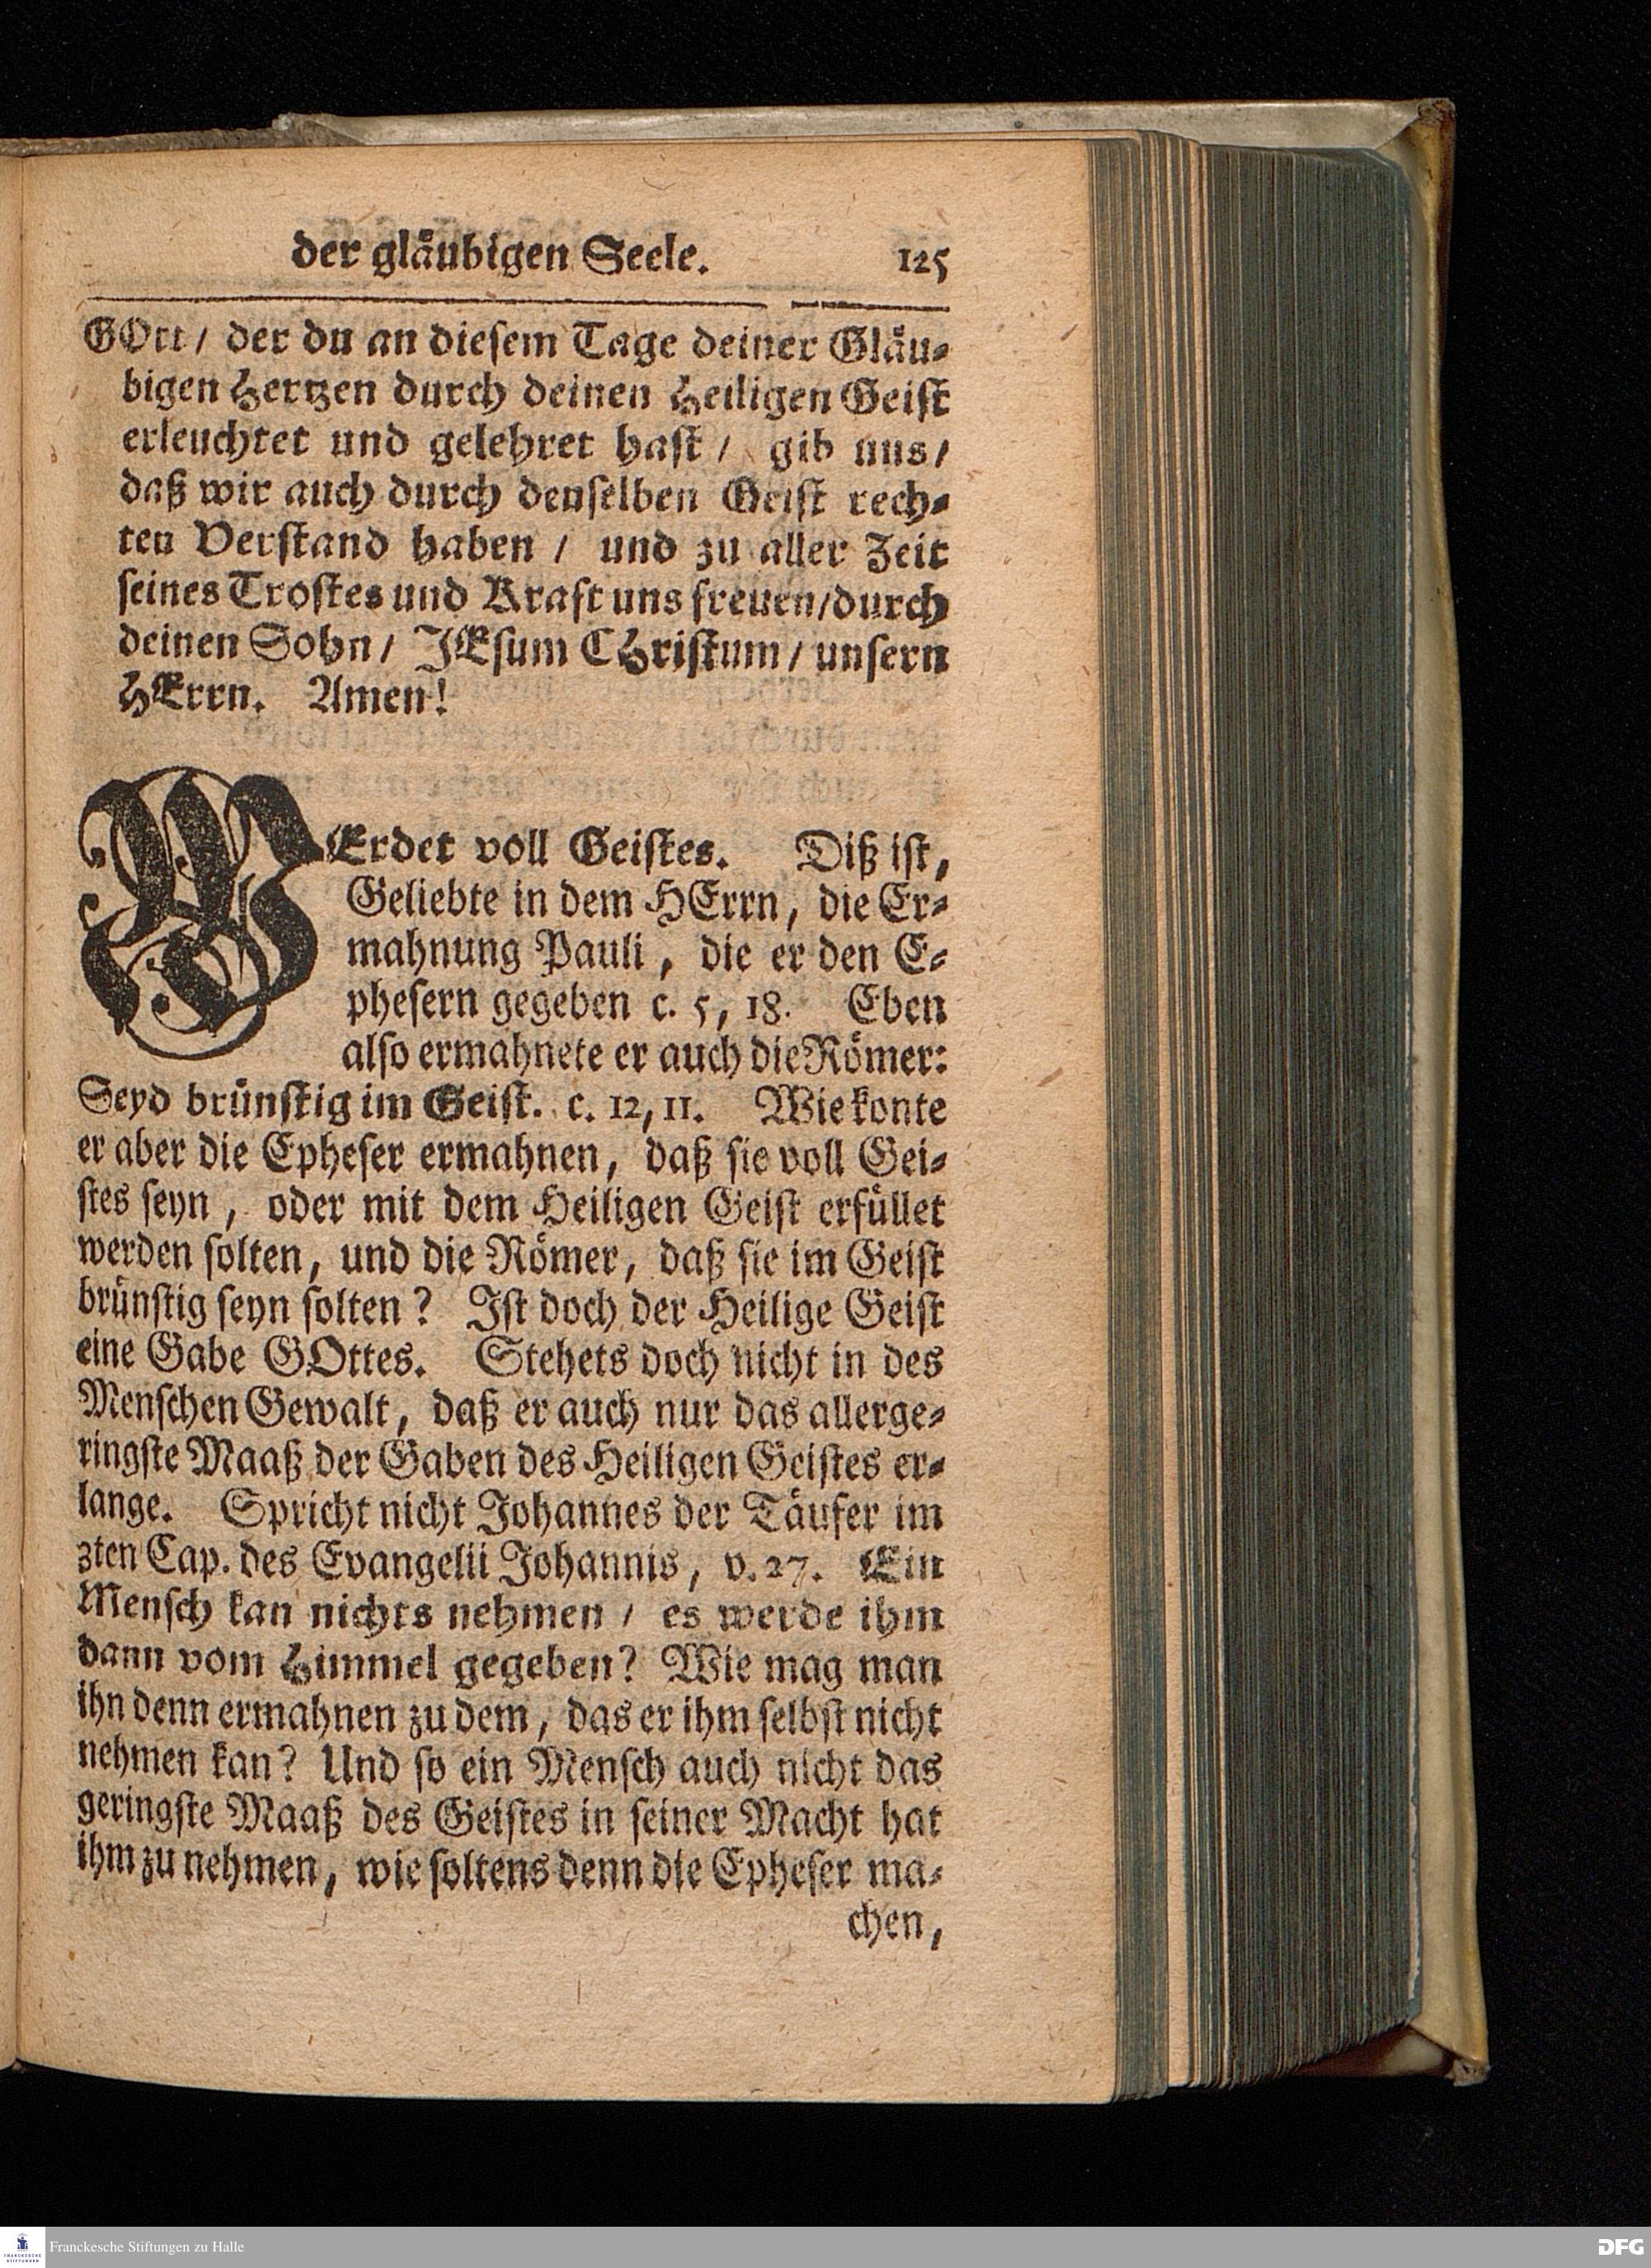 der gläubigen Seele. 125
GOtt / der du an diesem Tage deiner Gläu-
bigen Hertzen durch deinen Heiligen Geist
erleuchtet und gelehret hast / gib uns /
daß wir auch durch denselben Geist rech-
ten Verstand haben / und zu aller Zeit
seines Trostes und Kraft uns freuen / durch
deinen Sohn / JEsum CHristum / unsern
HErrn. Amen!
WErdet voll Geistes. Diß ist,
Geliebte in dem HErrn, die Er-
mahnung Pauli, die er den E-
phesern gegeben c. 5, 18. Eben
also ermahnete er auch die Römer:
Seyd brünstig im Geist. c. 12, 11. Wie konte
er aber die Epheser ermahnen, daß sie voll Gei-
stes seyn, oder mit dem Heiligen Geist erfüllet
werden solten, und die Römer, daß sie im Geist
brünstig seyn solten? Ist doch der Heilige Geist
eine Gabe GOttes. Stehets doch nicht in des
Menschen Gewalt, daß er auch nur das allerge-
ringste Maaß der Gaben des Heiligen Geistes er-
lange. Spricht nicht Johannes der Täufer im
3ten Cap. des Evangelii Johannis, v. 27. Ein
Mensch kan nichts nehmen / es werde ihm
dann vom Himmel gegeben? Wie mag man
ihn denn ermahnen zu dem, das er ihm selbst nicht
nehmen kan? Und so ein Mensch auch nicht das
geringste Maaß des Geistes in seiner Macht hat
ihm zu nehmen, wie soltens denn die Epheser ma-
chen,
FRANCKESCHE STIFTUNGEN
Franckesche Stiftungen zu Halle
DFG